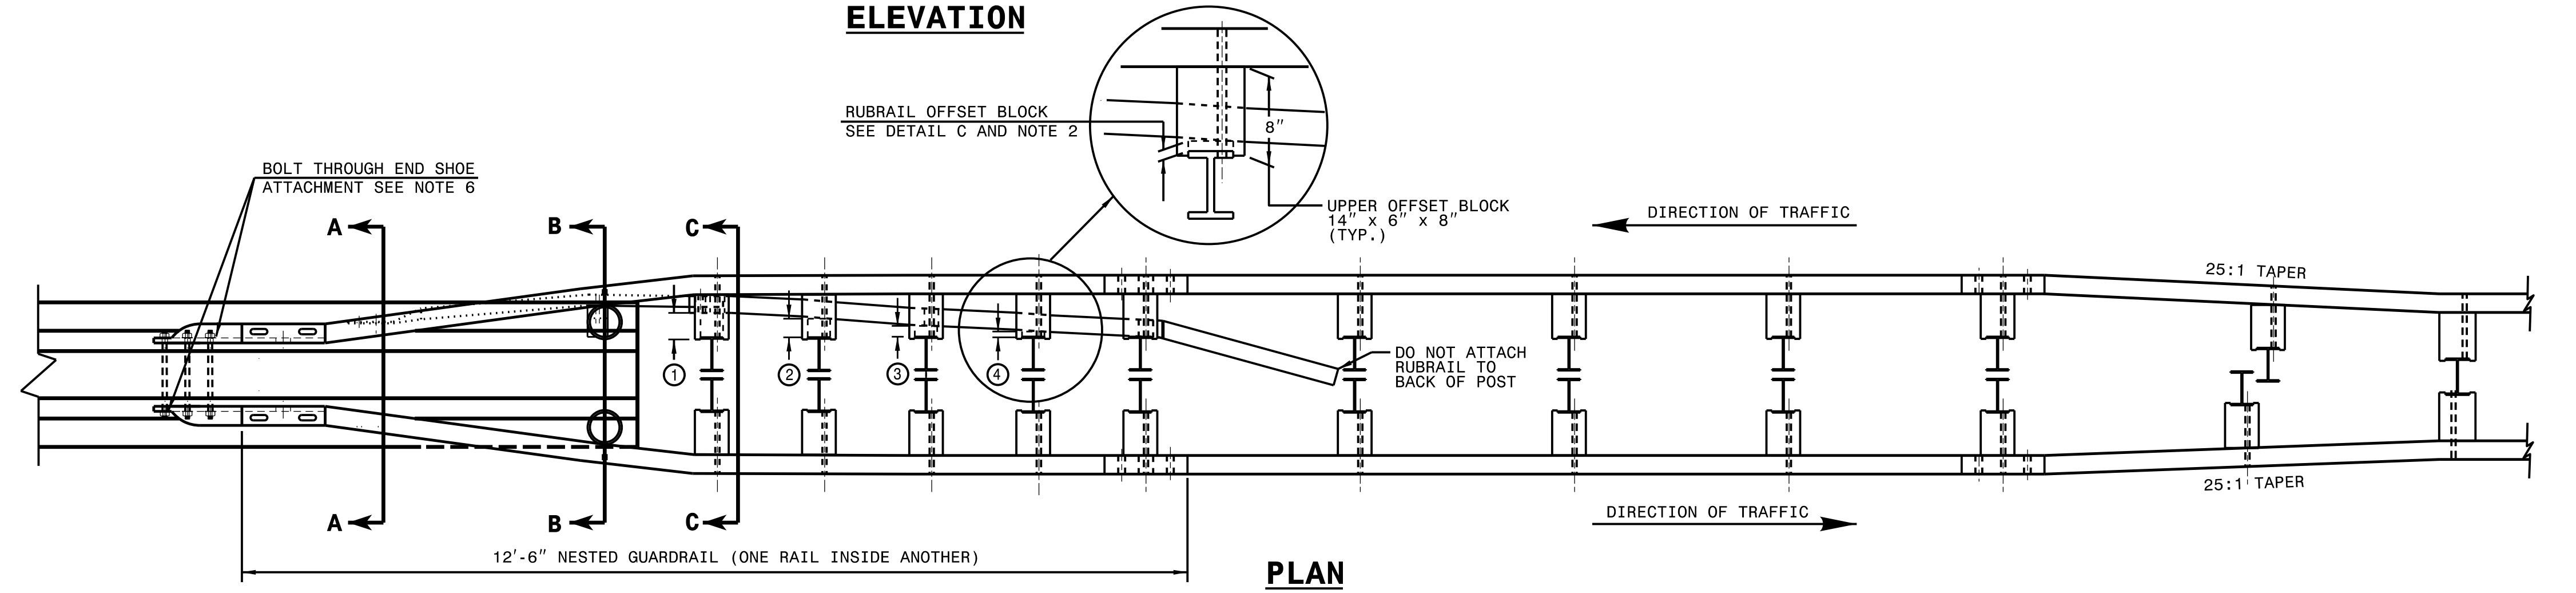 ELEVATION
RUBRAIL OFFSET BLOCK
SEE DETAIL C AND NOTE 2
8"
BOLT THROUGH END SHOE
ATTACHMENT SEE NOTE 6
UPPER OFFSET BLOCK
14" x 6" x 8"
(TYP.)
DIRECTION OF TRAFFIC
A
B
C
25:1 TAPER
1
2
3
4
DO NOT ATTACH
RUBRAIL TO
BACK OF POST
25:1 TAPER
A
B
C
DIRECTION OF TRAFFIC
12'-6" NESTED GUARDRAIL (ONE RAIL INSIDE ANOTHER)
PLAN